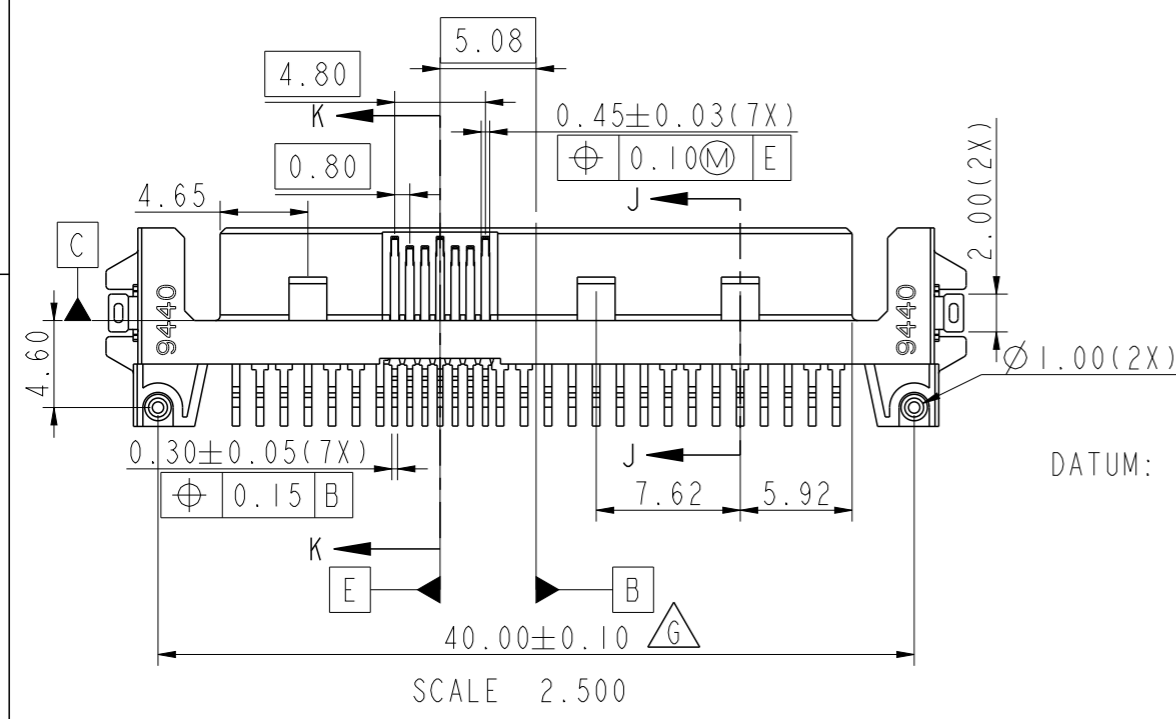 5.08
4.80
K
0.45±0.03(7X)
⌖ 0.10Ⓜ E
0.80
J
4.65
2.00(2X)
C
9440
9440
4.60
⌀1.00(2X)
0.30±0.05(7X)
⌖ 0.15 B
J
DATUM:
7.62
5.92
K
E
B
40.00±0.10
G
SCALE 2.500